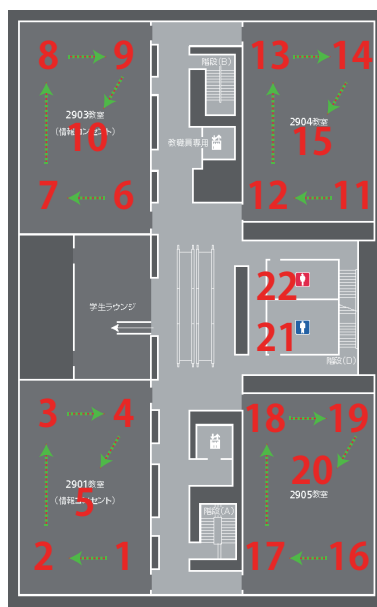 8 9 13 14
階段(B)
2903教室
(情報コンセント)
10
教職員専用
2904教室
15
7 6 12 11
22
学生ラウンジ
21
階段(D)
3 4 18 19
2901教室
(情報コンセント)
5
20
2905教室
階段(A)
2 1 17 16